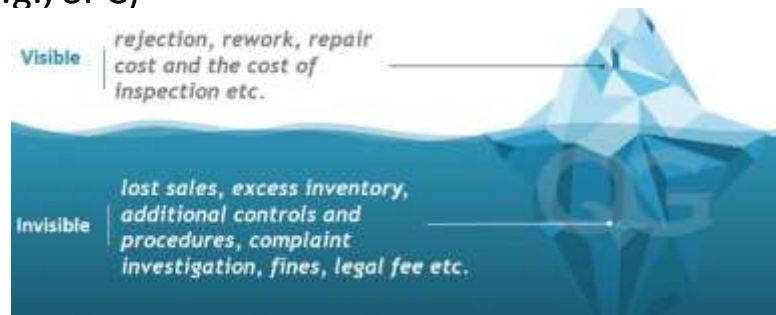 Visible
rejection, rework, repair
cost and the cost of
inspection etc.
Invisible
lost sales, excess inventory,
additional controls and
procedures, complaint
investigation, fines, legal fee etc.
QG